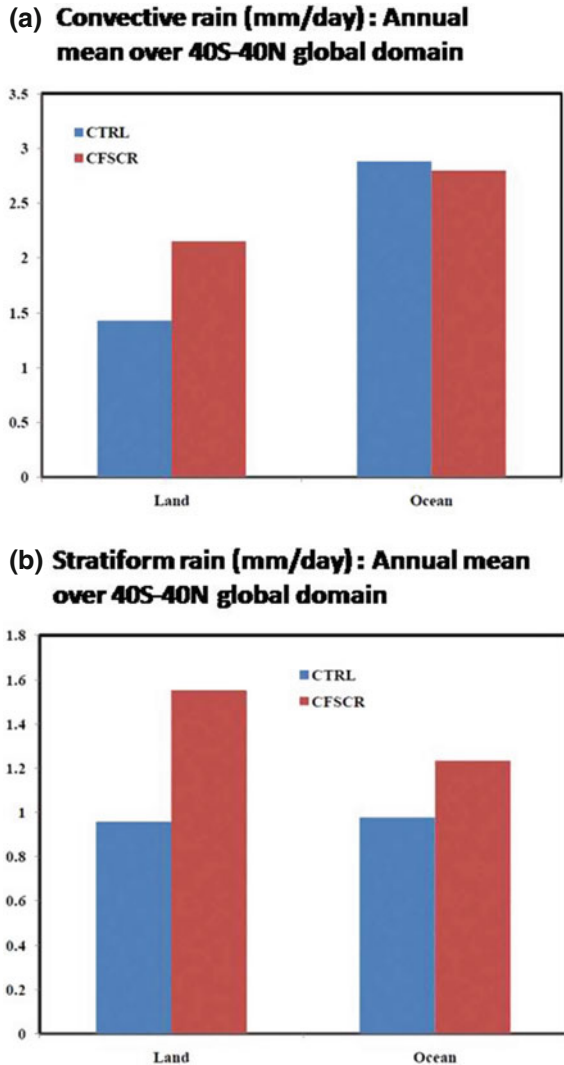 (a) Convective rain (mm/day) : Annual
mean over 40S-40N global domain
3.5
3
2.5
2
1.5
1
0.5
0
CTRL
CFSCR
Land Ocean
(b) Stratiform rain (mm/day) : Annual mean
over 40S-40N global domain
1.8
1.6
1.4
1.2
1
0.8
0.6
0.4
0.2
0
CTRL
CFSCR
Land Ocean